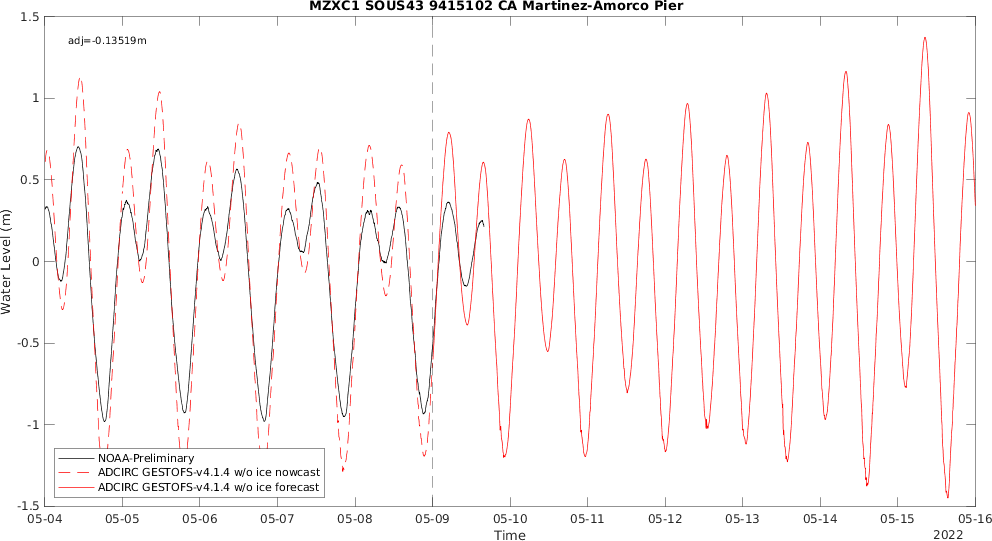 MZXC1 SOUS43 9415102 CA Martinez-Amorco Pier
adj=-0.13519m
1.5
1
0.5
0
-0.5
-1
-1.5
Water Level (m)
NOAA-Preliminary
ADCIRC GESTOFS-v4.1.4 w/o ice nowcast
ADCIRC GESTOFS-v4.1.4 w/o ice forecast
05-04 05-05 05-06 05-07 05-08 05-09 05-10 05-11 05-12 05-13 05-14 05-15 05-16
Time
2022